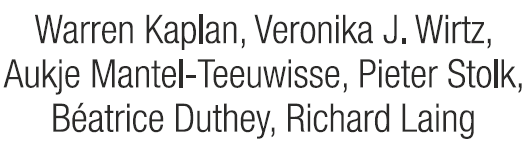 Warren Kaplan, Veronika J. Wirtz,
Aukje Mantel-Teeuwisse, Pieter Stolk,
Béatrice Duthey, Richard Laing